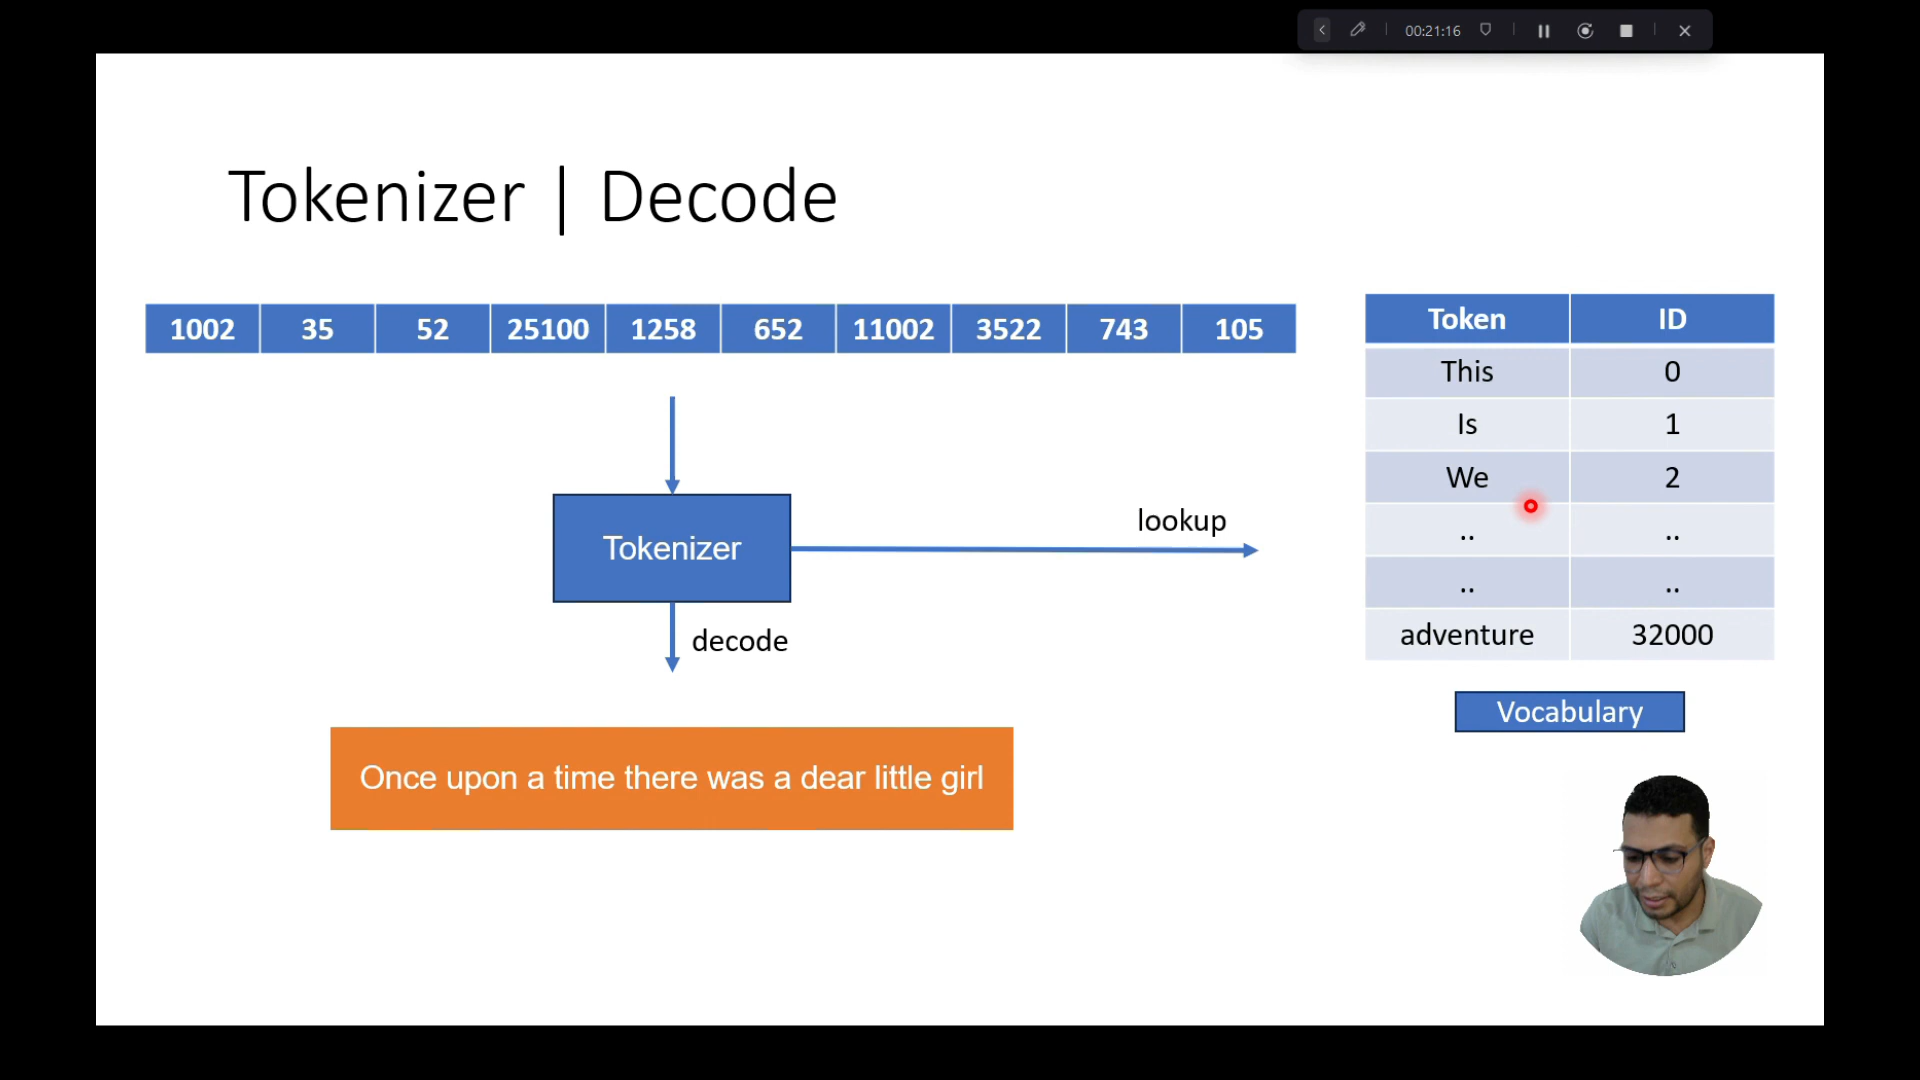 00:21:16
Tokenizer | Decode
1002 35 52 25100 1258 652 11002 3522 743 105
Token ID
This 0
Is 1
We 2
.. ..
.. ..
adventure 32000
Tokenizer
lookup
decode
Vocabulary
Once upon a time there was a dear little girl